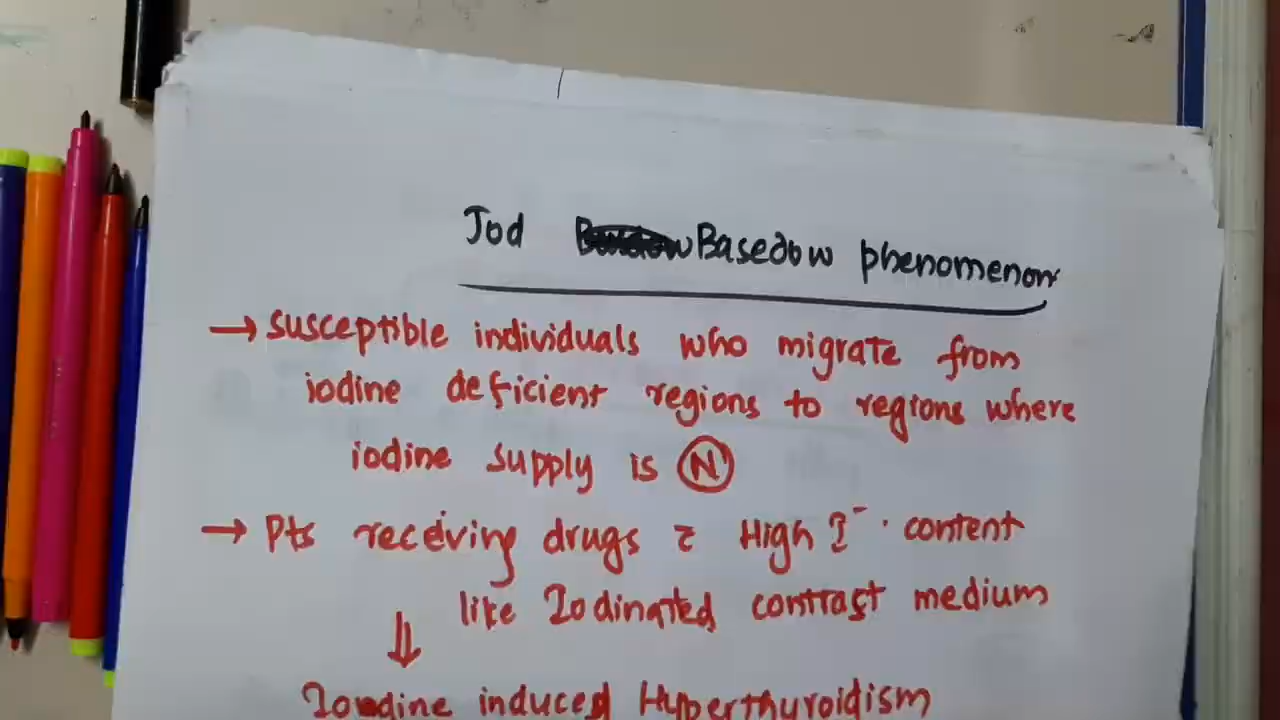 Jod Basedow phenomenon
→ susceptible individuals who migrate from
iodine deficient regions to regions where
iodine supply is Ⓝ
→ Pts receiving drugs c̄ High I⁻ content
like Iodinated contrast medium
⇓
Ioodine induced Hyperthyroidism